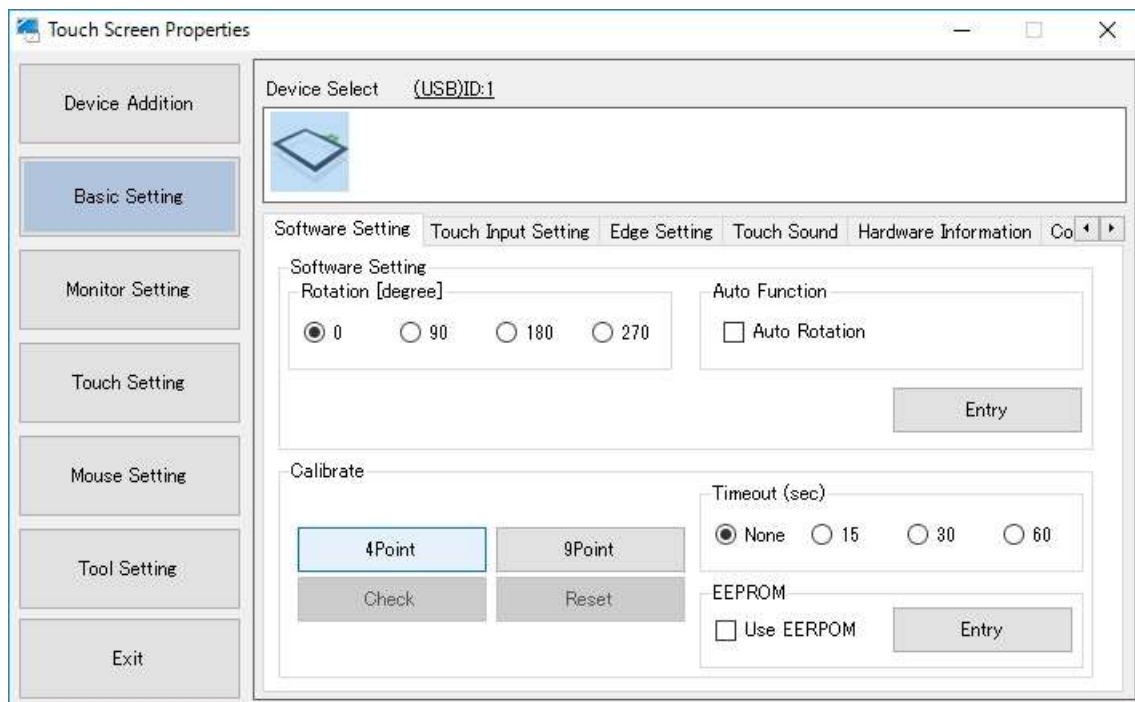 Touch Screen Properties
Device Addition
Basic Setting
Monitor Setting
Touch Setting
Mouse Setting
Tool Setting
Exit
Device Select (USB)ID:1
Software Setting Touch Input Setting Edge Setting Touch Sound Hardware Information Co
Software Setting
Rotation [degree]
0 90 180 270
Auto Function
Auto Rotation
Entry
Calibrate
4Point 9Point
Check Reset
Timeout (sec)
None 15 30 60
EEPROM
Use EERPOM Entry